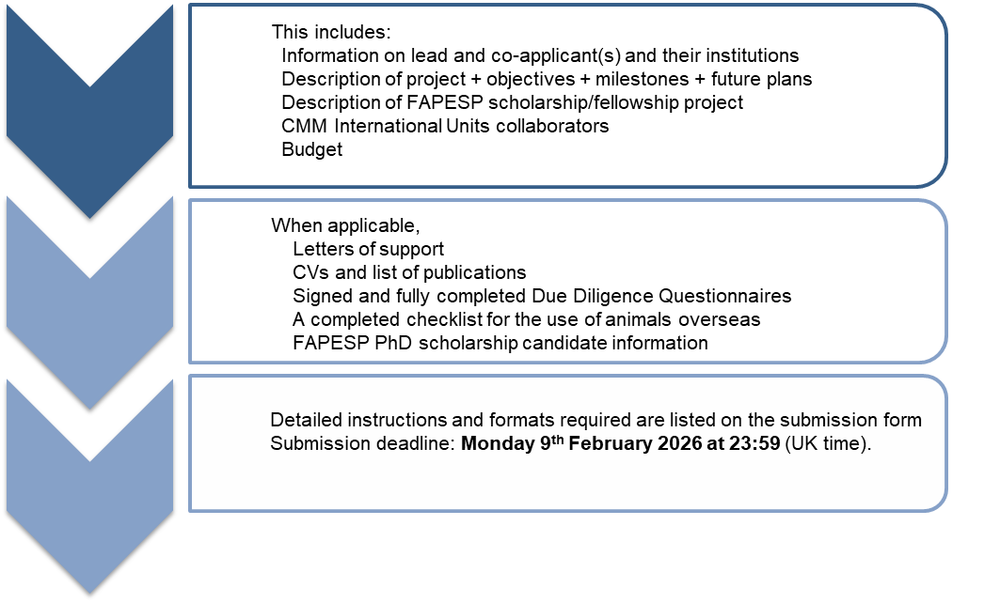 This includes:
Information on lead and co-applicant(s) and their institutions
Description of project + objectives + milestones + future plans
Description of FAPESP scholarship/fellowship project
CMM International Units collaborators
Budget
When applicable,
Letters of support
CVs and list of publications
Signed and fully completed Due Diligence Questionnaires
A completed checklist for the use of animals overseas
FAPESP PhD scholarship candidate information
Detailed instructions and formats required are listed on the submission form
Submission deadline: Monday 9th February 2026 at 23:59 (UK time).